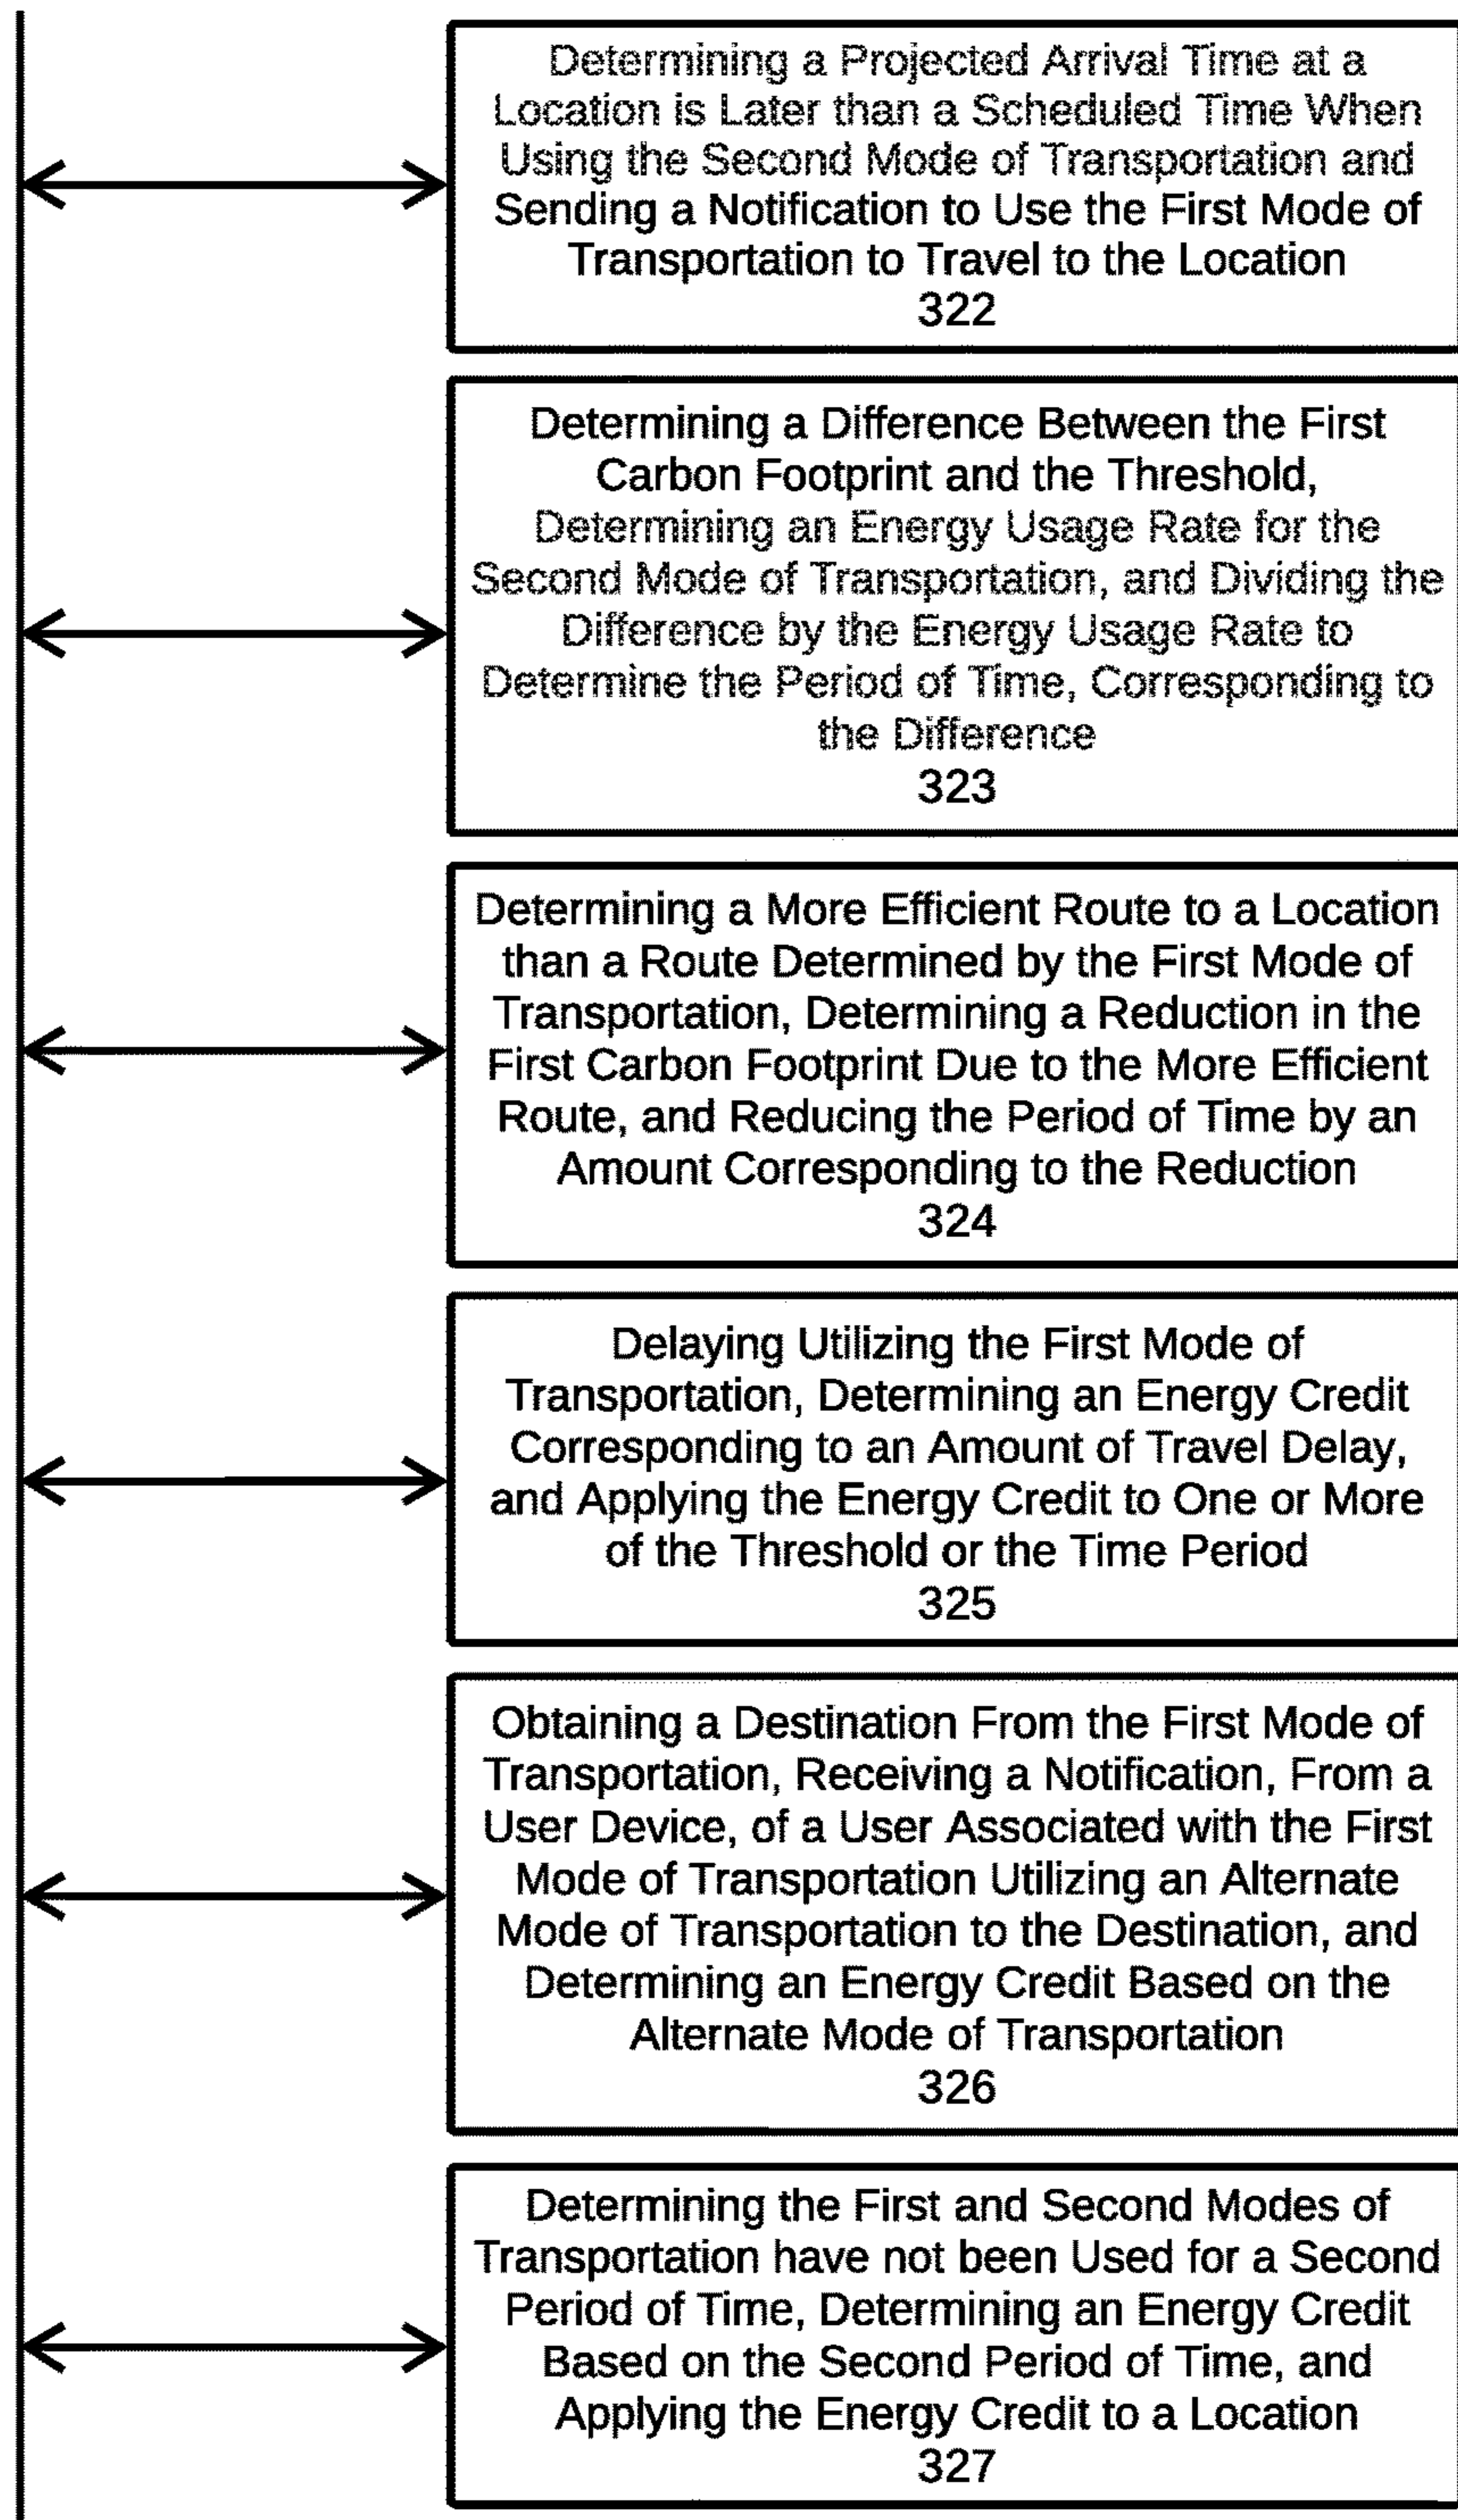 Determining a Projected Arrival Time at a
Location is Later than a Scheduled Time When
Using the Second Mode of Transportation and
Sending a Notification to Use the First Mode of
Transportation to Travel to the Location
322
Determining a Difference Between the First
Carbon Footprint and the Threshold,
Determining an Energy Usage Rate for the
Second Mode of Transportation, and Dividing the
Difference by the Energy Usage Rate to
Determine the Period of Time, Corresponding to
the Difference
323
Determining a More Efficient Route to a Location
than a Route Determined by the First Mode of
Transportation, Determining a Reduction in the
First Carbon Footprint Due to the More Efficient
Route, and Reducing the Period of Time by an
Amount Corresponding to the Reduction
324
Delaying Utilizing the First Mode of
Transportation, Determining an Energy Credit
Corresponding to an Amount of Travel Delay,
and Applying the Energy Credit to One or More
of the Threshold or the Time Period
325
Obtaining a Destination From the First Mode of
Transportation, Receiving a Notification, From a
User Device, of a User Associated with the First
Mode of Transportation Utilizing an Alternate
Mode of Transportation to the Destination, and
Determining an Energy Credit Based on the
Alternate Mode of Transportation
326
Determining the First and Second Modes of
Transportation have not been Used for a Second
Period of Time, Determining an Energy Credit
Based on the Second Period of Time, and
Applying the Energy Credit to a Location
327